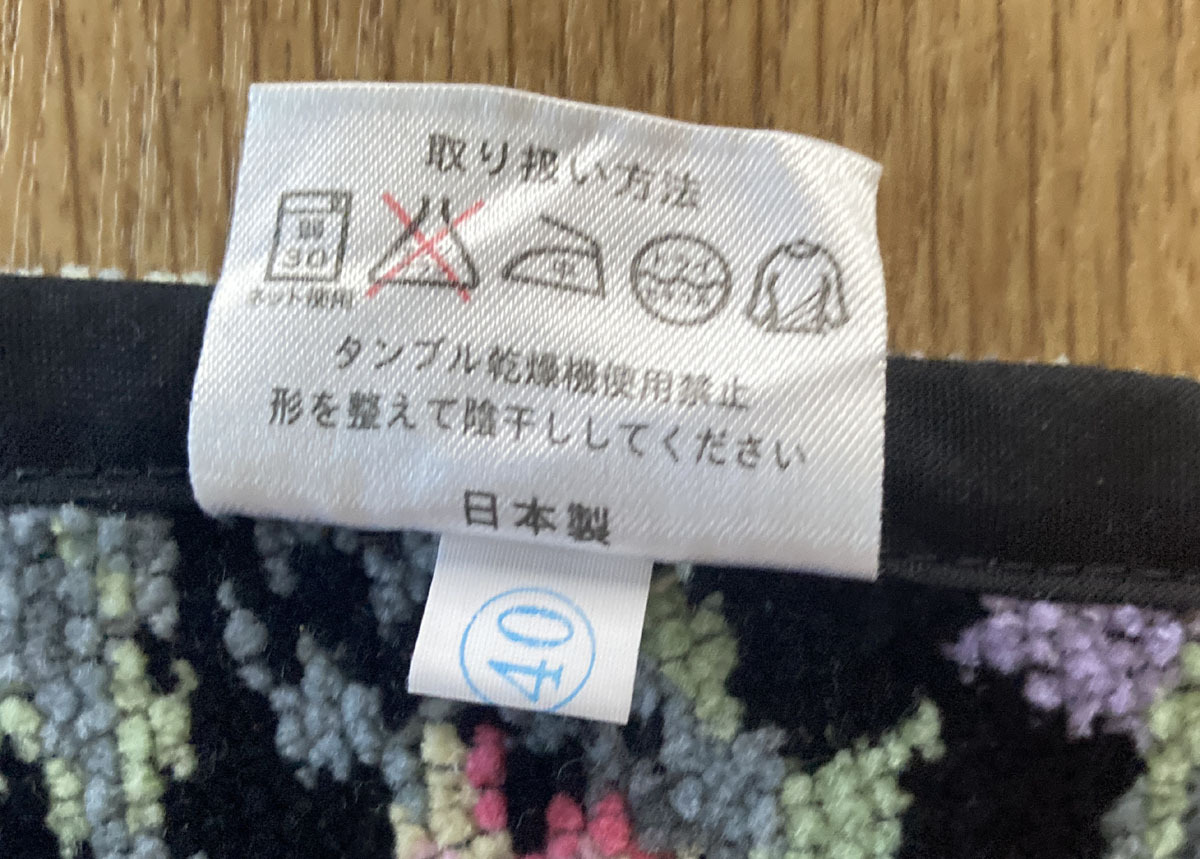 取り扱い方法
30
ネット使用
中
タンブル乾燥機使用禁止
形を整えて陰干ししてください
日本製
40